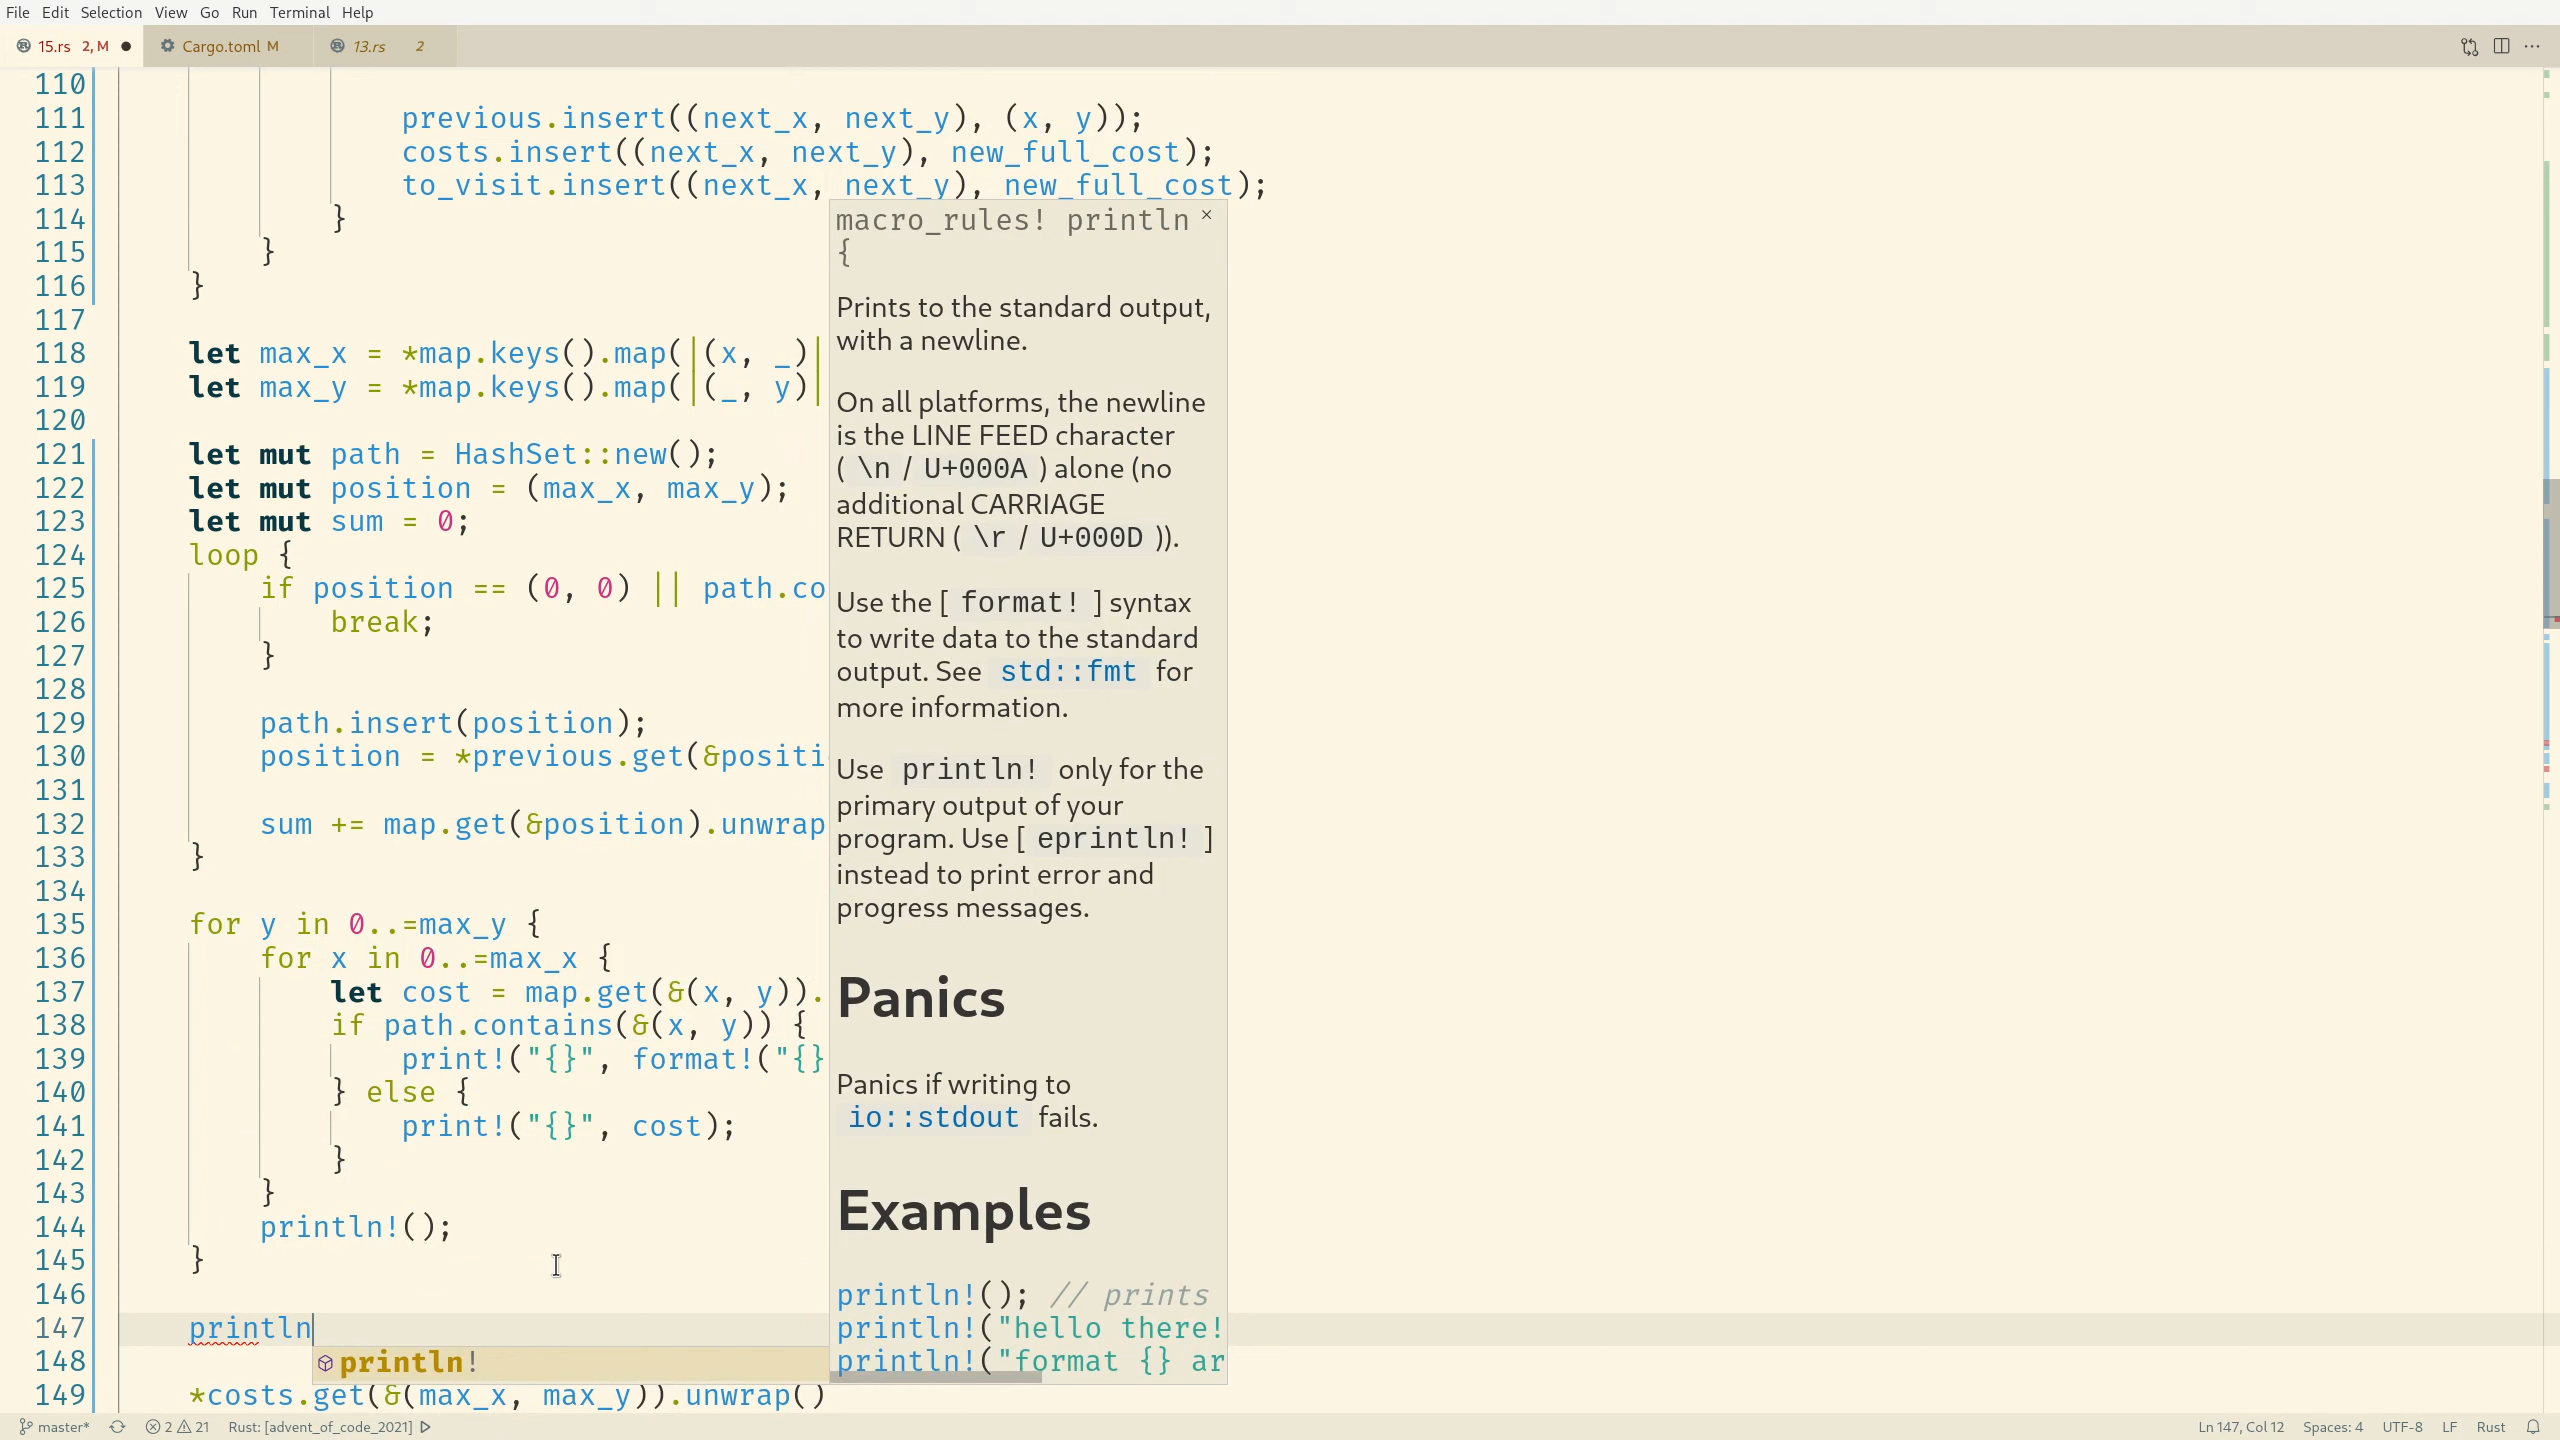 File Edit Selection View Go Run Terminal Help
15.rs 2, M Cargo.toml M 13.rs 2
110
111 previous.insert((next_x, next_y), (x, y));
112 costs.insert((next_x, next_y), new_full_cost);
113 to_visit.insert((next_x, next_y), new_full_cost);
114 }
115 }
116 }
117
118 let max_x = *map.keys().map(|(x, _)|
119 let max_y = *map.keys().map(|(_, y)|
120
121 let mut path = HashSet::new();
122 let mut position = (max_x, max_y);
123 let mut sum = 0;
124 loop {
125 if position == (0, 0) || path.co
126 break;
127 }
128
129 path.insert(position);
130 position = *previous.get(&positi
131
132 sum += map.get(&position).unwrap
133 }
134
135 for y in 0..=max_y {
136 for x in 0..=max_x {
137 let cost = map.get(&(x, y)).
138 if path.contains(&(x, y)) {
139 print!("{}", format!("{}
140 } else {
141 print!("{}", cost);
142 }
143 }
144 println!();
145 }
146
147 println
148
149 *costs.get(&(max_x, max_y)).unwrap()
println!
macro_rules! println ×
{
Prints to the standard output,
with a newline.
On all platforms, the newline
is the LINE FEED character
( \n / U+000A ) alone (no
additional CARRIAGE
RETURN ( \r / U+000D )).
Use the [ format! ] syntax
to write data to the standard
output. See std::fmt for
more information.
Use println! only for the
primary output of your
program. Use [ eprintln! ]
instead to print error and
progress messages.
Panics
Panics if writing to
io::stdout fails.
Examples
println!(); // prints
println!("hello there!
println!("format {} ar
master* 2 21 Rust: [advent_of_code_2021] Ln 147, Col 12 Spaces: 4 UTF-8 LF Rust